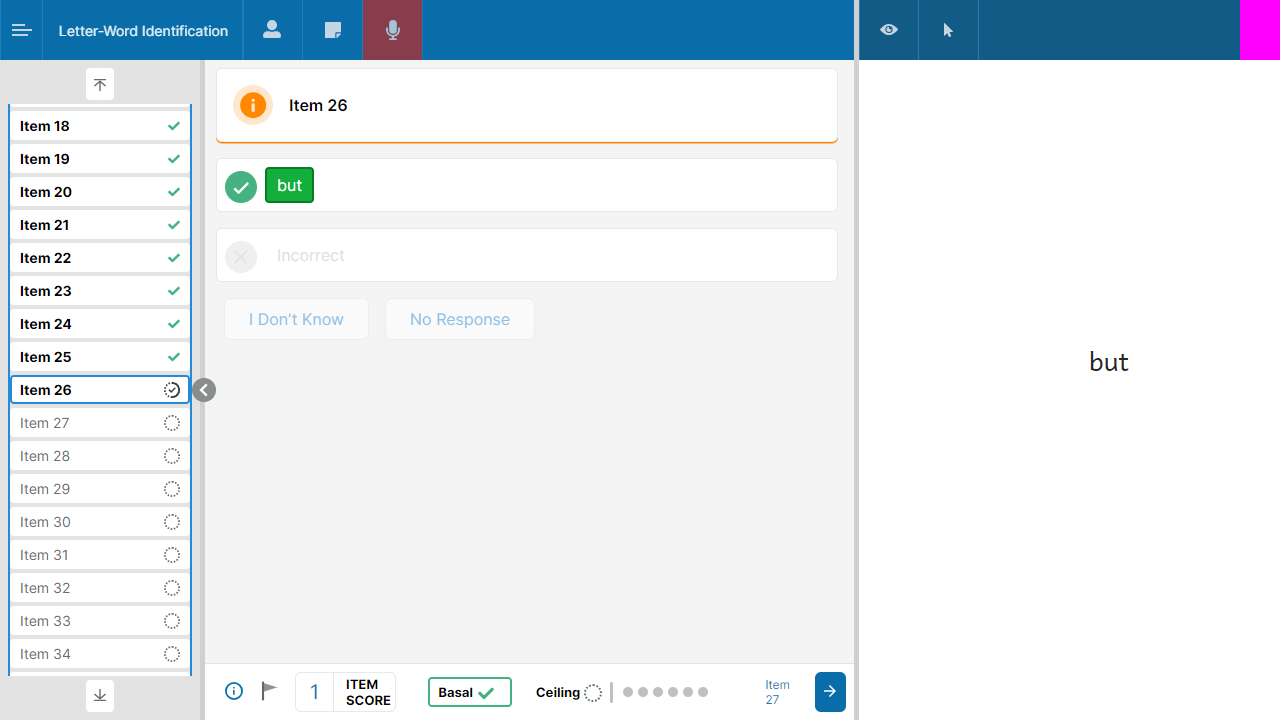 Letter-Word Identification
Item 18
Item 19
Item 20
Item 21
Item 22
Item 23
Item 24
Item 25
Item 26
Item 27
Item 28
Item 29
Item 30
Item 31
Item 32
Item 33
Item 34
Item 26
but
Incorrect
I Don't Know
No Response
1
ITEM
SCORE
Basal
Ceiling
Item
27
but